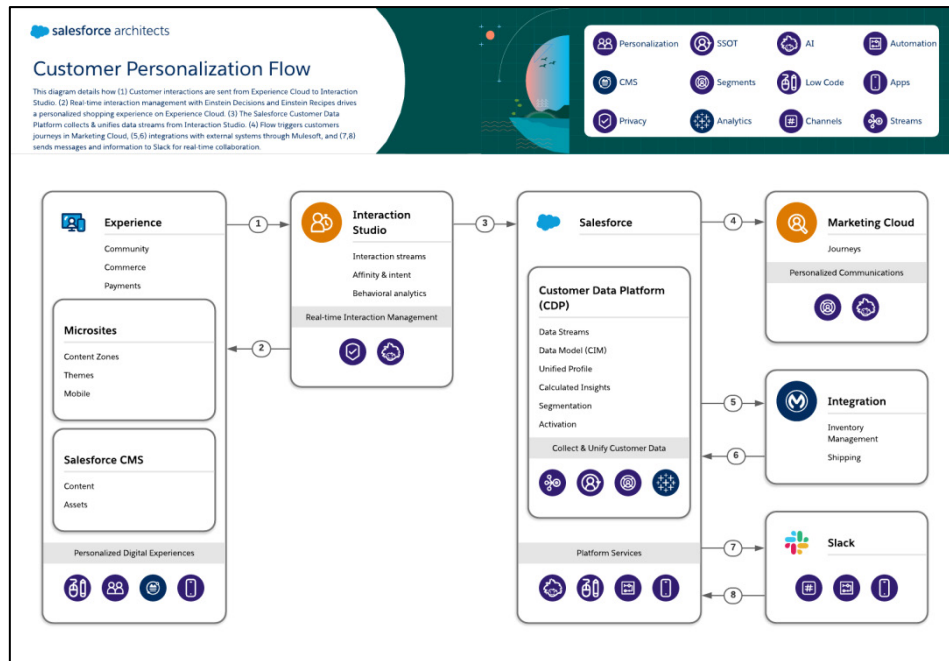 salesforce architects
Customer Personalization Flow
This diagram details how (1) Customer interactions are sent from Experience Cloud to Interaction
Studio. (2) Real-time interaction management with Einstein Decisions and Einstein Recipes drives
a personalized shopping experience on Experience Cloud. (3) The Salesforce Customer Data
Platform collects & unifies data streams from Interaction Studio. (4) Flow triggers customers
journeys in Marketing Cloud, (5,6) integrations with external systems through Mulesoft, and (7,8)
sends messages and information to Slack for real-time collaboration.
Personalization
SSOT
AI
Automation
CMS
Segments
Low Code
Apps
Privacy
Analytics
Channels
Streams
Experience
Community
Commerce
Payments
Microsites
Content Zones
Themes
Mobile
Salesforce CMS
Content
Assets
Personalized Digital Experiences
1
2
Interaction
Studio
Interaction streams
Affinity & intent
Behavioral analytics
Real-time Interaction Management
3
Salesforce
Customer Data Platform
(CDP)
Data Streams
Data Model (CIM)
Unified Profile
Calculated Insights
Segmentation
Activation
Collect & Unify Customer Data
Platform Services
4
Marketing Cloud
Journeys
Personalized Communications
5
6
Integration
Inventory
Management
Shipping
7
8
Slack